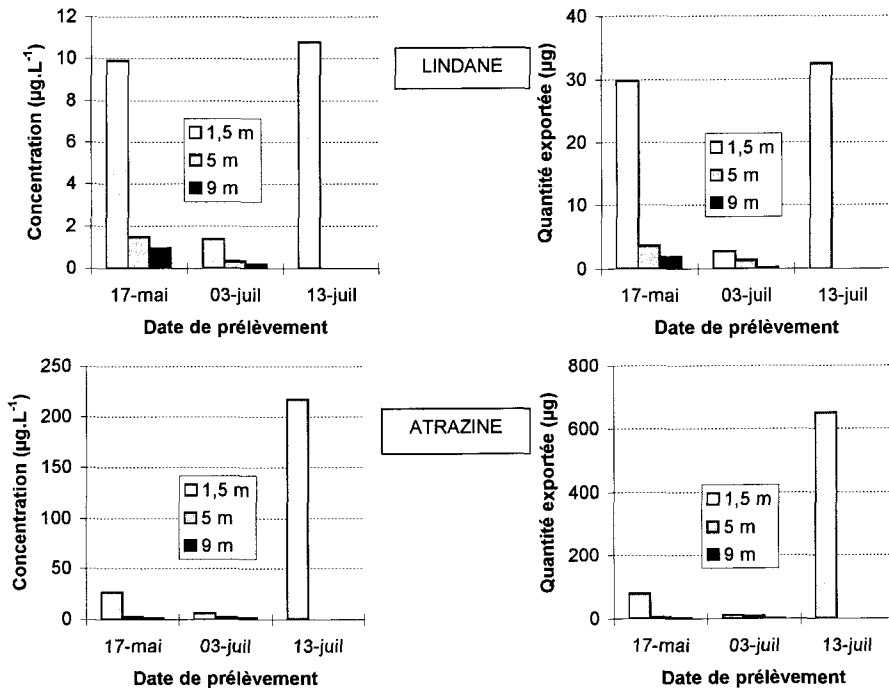 LINDANE
Concentration (µg.L⁻¹)
12
10
8
6
4
2
0
1,5 m
5 m
9 m
17-mai
03-juil
13-juil
Date de prélèvement
Quantité exportée (µg)
40
30
20
10
0
1,5 m
5 m
9 m
17-mai
03-juil
13-juil
Date de prélèvement
ATRAZINE
Concentration (µg.L⁻¹)
250
200
150
100
50
0
1,5 m
5 m
9 m
17-mai
03-juil
13-juil
Date de prélèvement
Quantité exportée (µg)
800
600
400
200
0
1,5 m
5 m
9 m
17-mai
03-juil
13-juil
Date de prélèvement